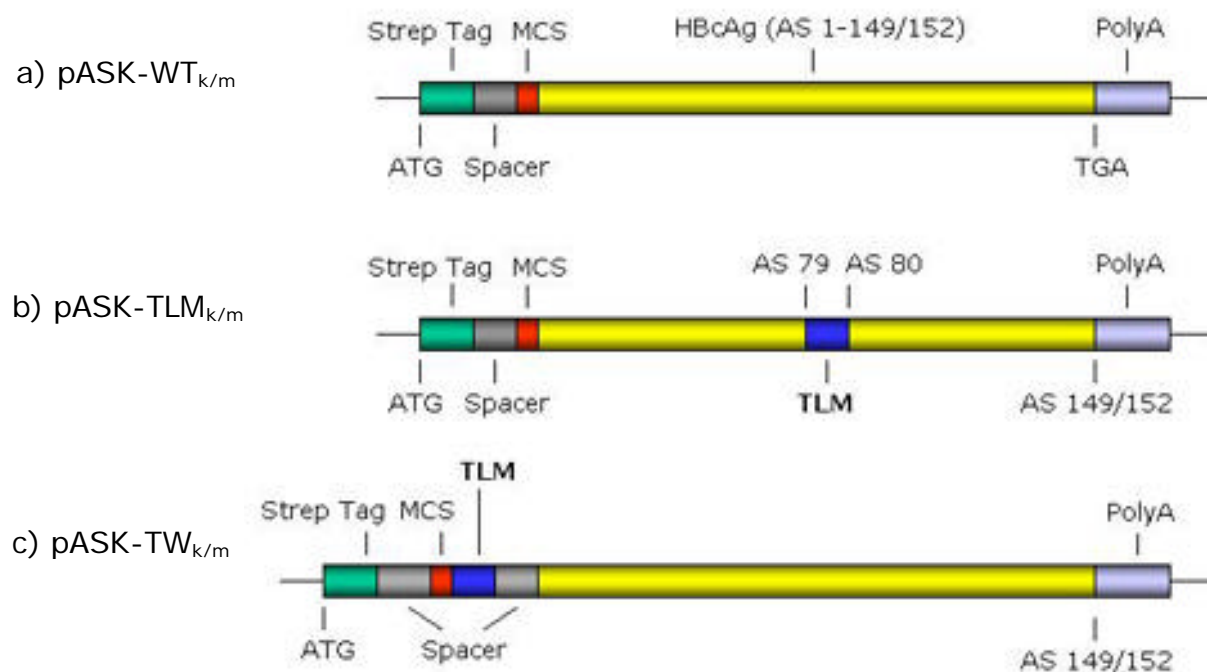 Strep Tag MCS HBcAg (AS 1-149/152) PolyA
a) pASK-WTk/m
ATG Spacer TGA
AS 79 AS 80
Strep Tag MCS PolyA
b) pASK-TLMk/m
ATG Spacer TLM AS 149/152
TLM
Strep Tag MCS PolyA
c) pASK-TWk/m
ATG Spacer AS 149/152